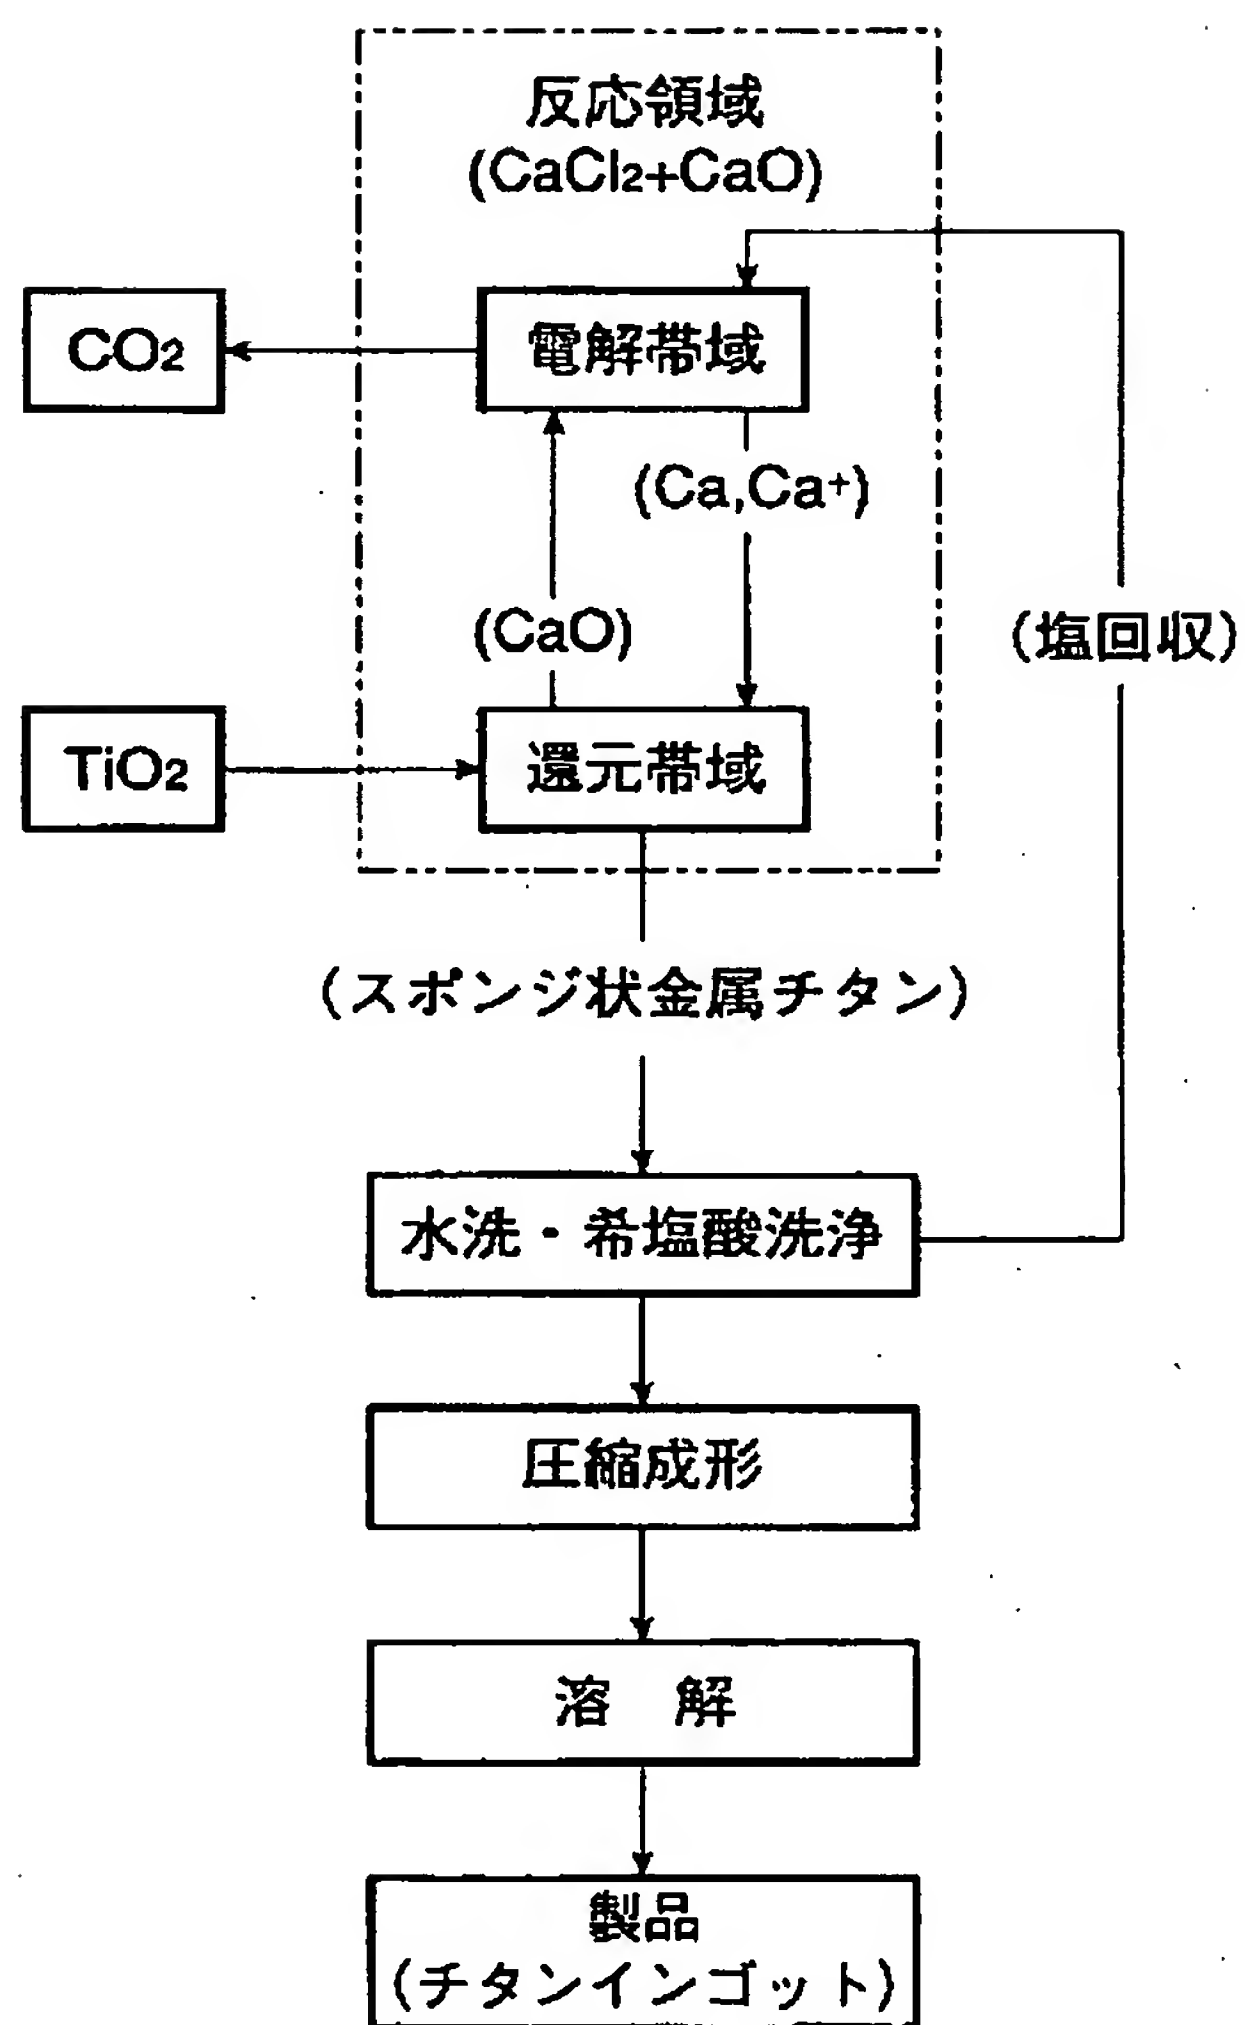 反応領域
(CaCl2+CaO)
CO2
電解帯域
(Ca,Ca+)
(CaO)
(塩回収)
TiO2
還元帯域
(スポンジ状金属チタン)
水洗・希塩酸洗浄
圧縮成形
溶 解
製品
(チタンインゴット)